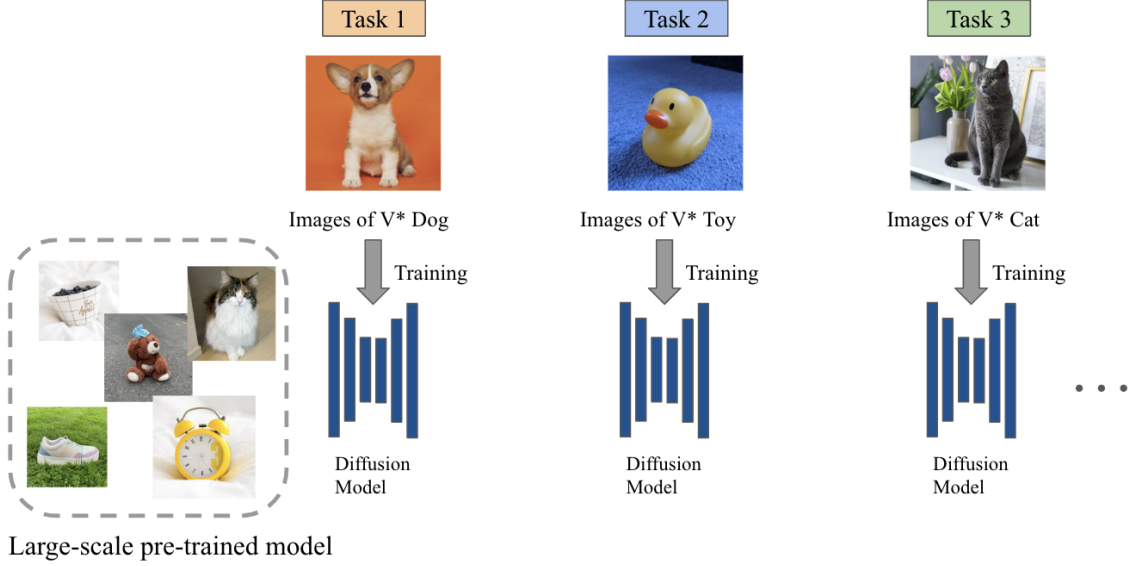 Task 1
Task 2
Task 3
Images of V* Dog
Images of V* Toy
Images of V* Cat
Training
Training
Training
Diffusion
Model
Diffusion
Model
Diffusion
Model
Large-scale pre-trained model